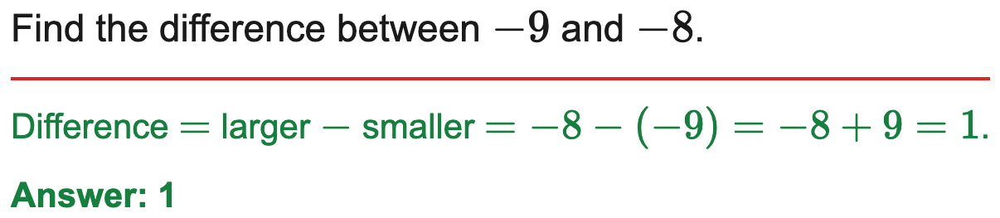 Find the difference between −9 and −8.
Difference = larger − smaller = −8 − (−9) = −8 + 9 = 1.
Answer: 1